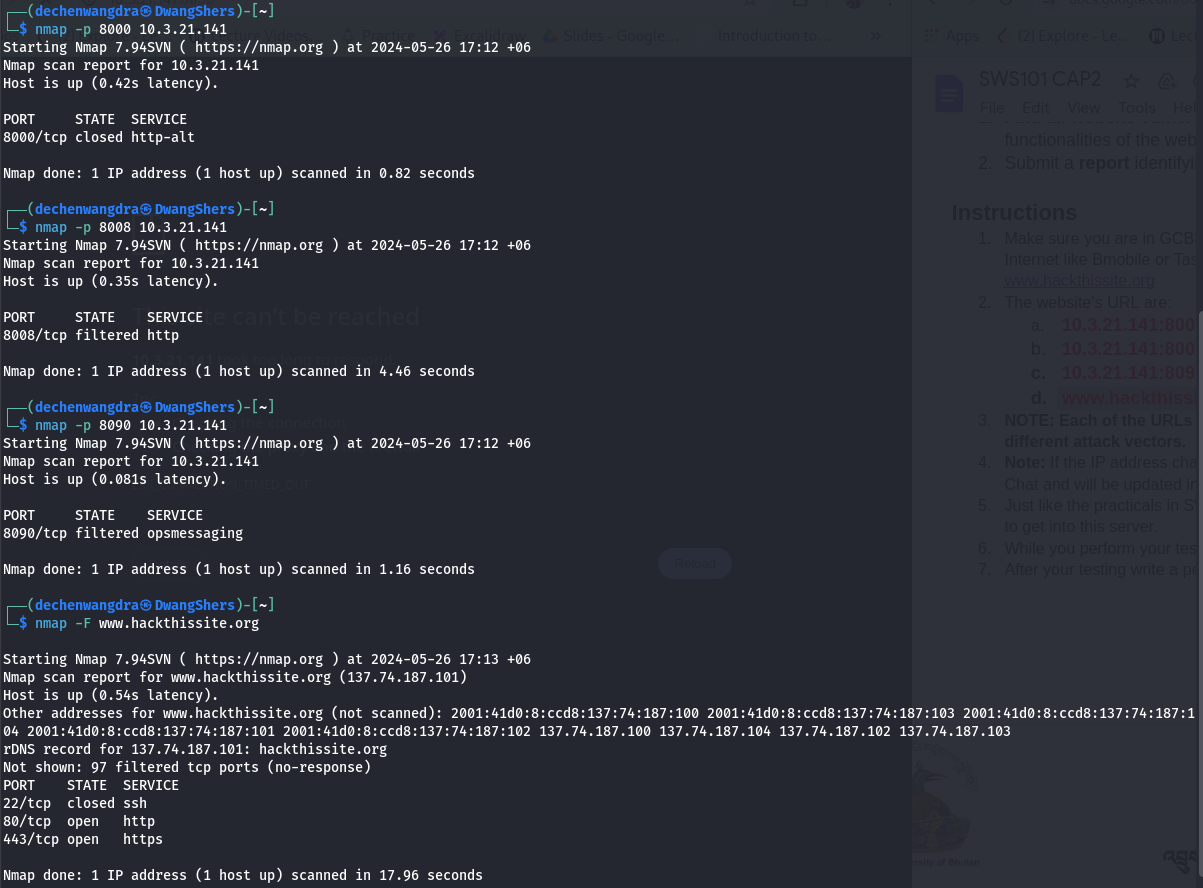 ┌──(dechenwangdra㉿DwangShers)-[~]
└─$ nmap -p 8000 10.3.21.141
Starting Nmap 7.94SVN ( https://nmap.org ) at 2024-05-26 17:12 +06
Nmap scan report for 10.3.21.141
Host is up (0.42s latency).
PORT     STATE  SERVICE
8000/tcp closed http-alt
Nmap done: 1 IP address (1 host up) scanned in 0.82 seconds
┌──(dechenwangdra㉿DwangShers)-[~]
└─$ nmap -p 8008 10.3.21.141
Starting Nmap 7.94SVN ( https://nmap.org ) at 2024-05-26 17:12 +06
Nmap scan report for 10.3.21.141
Host is up (0.35s latency).
PORT     STATE    SERVICE
8008/tcp filtered http
Nmap done: 1 IP address (1 host up) scanned in 4.46 seconds
┌──(dechenwangdra㉿DwangShers)-[~]
└─$ nmap -p 8090 10.3.21.141
Starting Nmap 7.94SVN ( https://nmap.org ) at 2024-05-26 17:12 +06
Nmap scan report for 10.3.21.141
Host is up (0.081s latency).
PORT     STATE    SERVICE
8090/tcp filtered opsmessaging
Nmap done: 1 IP address (1 host up) scanned in 1.16 seconds
┌──(dechenwangdra㉿DwangShers)-[~]
└─$ nmap -F www.hackthissite.org
Starting Nmap 7.94SVN ( https://nmap.org ) at 2024-05-26 17:13 +06
Nmap scan report for www.hackthissite.org (137.74.187.101)
Host is up (0.54s latency).
Other addresses for www.hackthissite.org (not scanned): 2001:41d0:8:ccd8:137:74:187:100 2001:41d0:8:ccd8:137:74:187:103 2001:41d0:8:ccd8:137:74:187:1
04 2001:41d0:8:ccd8:137:74:187:101 2001:41d0:8:ccd8:137:74:187:102 137.74.187.100 137.74.187.104 137.74.187.102 137.74.187.103
rDNS record for 137.74.187.101: hackthissite.org
Not shown: 97 filtered tcp ports (no-response)
PORT    STATE  SERVICE
22/tcp  closed ssh
80/tcp  open   http
443/tcp open   https
Nmap done: 1 IP address (1 host up) scanned in 17.96 seconds
Practice Excalidraw Slides - Google Introduction to Apps (2) Explore - Le
SWS101 CAP2
File Edit View Tools He
functionalities of the web
2. Submit a report identifyi
Instructions
1. Make sure you are in GCB
Internet like Bmobile or Tas
www.hackthissite.org
2. The website's URL are:
a. 10.3.21.141:800
b. 10.3.21.141:800
c. 10.3.21.141:809
d. www.hackthissi
3. NOTE: Each of the URLs
different attack vectors.
4. Note: If the IP address cha
Chat and will be updated in
5. Just like the practicals in S
to get into this server.
6. While you perform your tes
7. After your testing write a pe
can't be reached
Reload